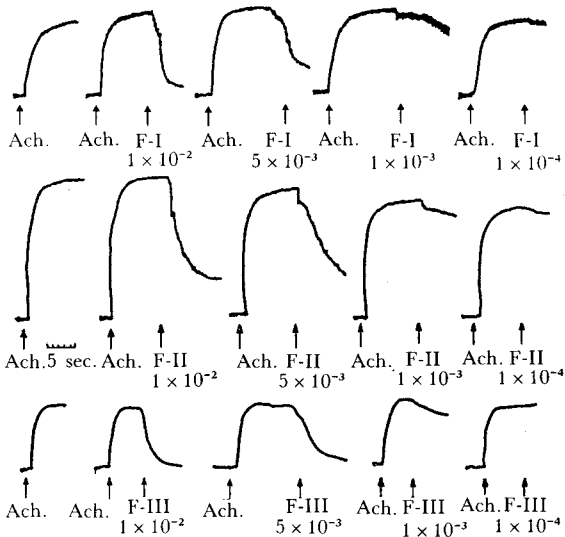 Ach. Ach. F-I Ach. F-I Ach. F-I Ach. F-I
1 × 10⁻² 5 × 10⁻³ 1 × 10⁻³ 1 × 10⁻⁴
Ach. 5 sec. Ach. F-II Ach. F-II Ach. F-II Ach. F-II
1 × 10⁻² 5 × 10⁻³ 1 × 10⁻³ 1 × 10⁻⁴
Ach. Ach. F-III Ach. F-III Ach. F-III Ach. F-III
1 × 10⁻² 5 × 10⁻³ 1 × 10⁻³ 1 × 10⁻⁴